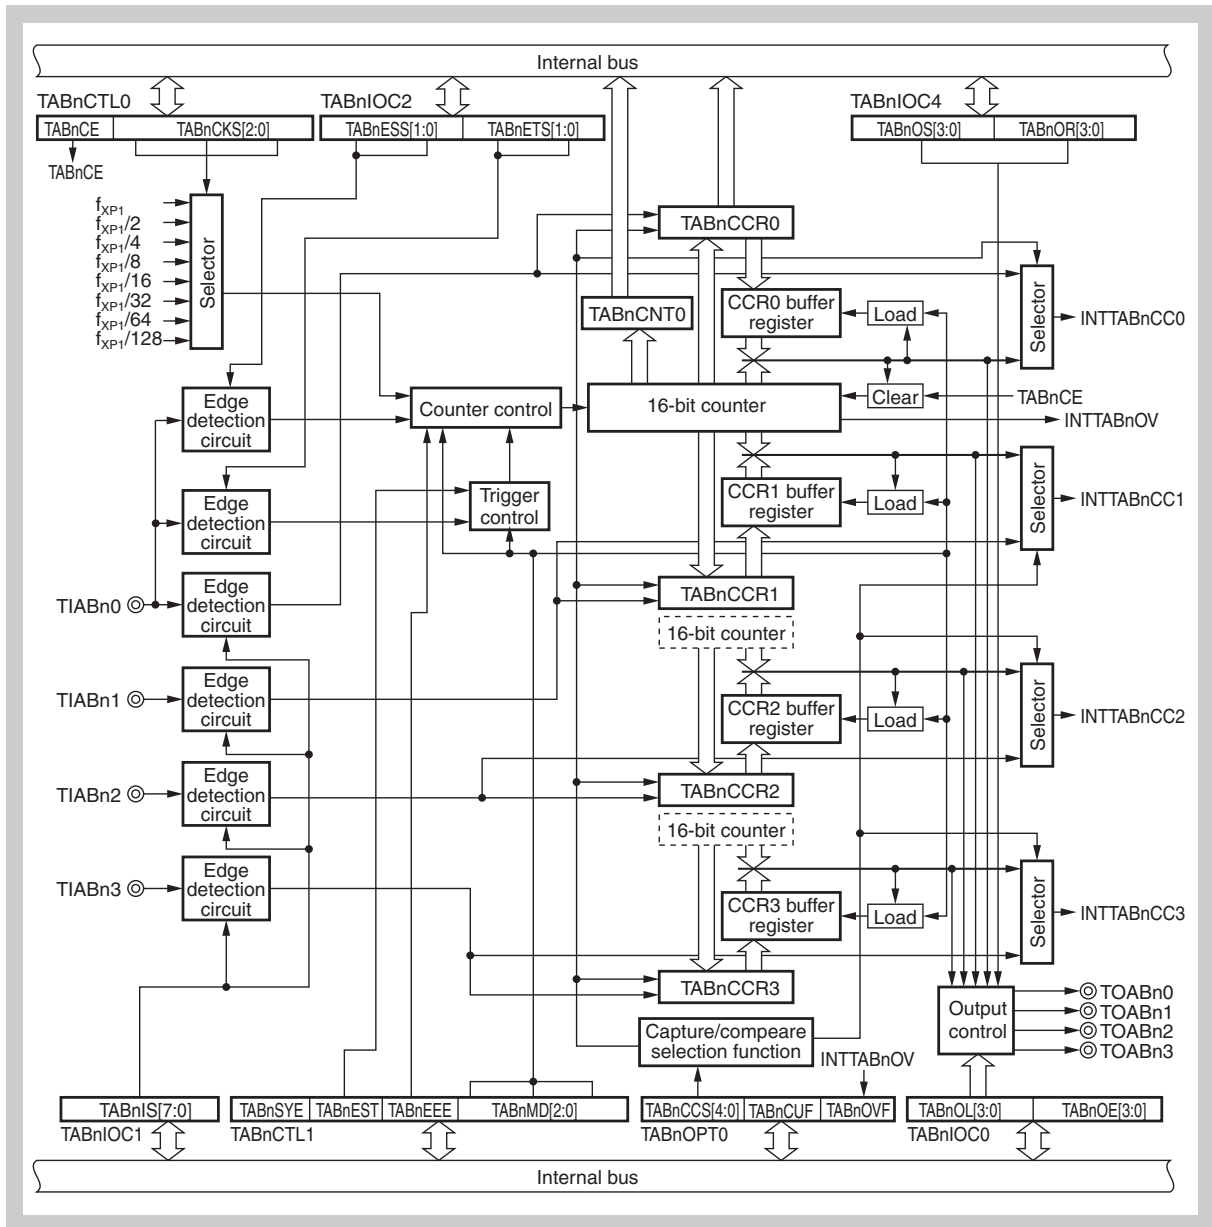 Internal bus
TABnCTL0
TABnIOC2
TABnIOC4
TABnCE
TABnCKS[2:0]
TABnESS[1:0]
TABnETS[1:0]
TABnOS[3:0]
TABnOR[3:0]
TABnCE
fXP1
fXP1/2
fXP1/4
fXP1/8
fXP1/16
fXP1/32
fXP1/64
fXP1/128
Selector
TABnCCR0
TABnCNT0
CCR0 buffer
register
Load
Selector
INTTABnCC0
Edge
detection
circuit
Counter control
16-bit counter
Clear
TABnCE
INTTABnOV
Edge
detection
circuit
Trigger
control
CCR1 buffer
register
Load
Selector
INTTABnCC1
TIABn0
Edge
detection
circuit
TABnCCR1
16-bit counter
TIABn1
Edge
detection
circuit
CCR2 buffer
register
Load
Selector
INTTABnCC2
TIABn2
Edge
detection
circuit
TABnCCR2
16-bit counter
TIABn3
Edge
detection
circuit
CCR3 buffer
register
Load
Selector
INTTABnCC3
TABnCCR3
Output
control
TOABn0
TOABn1
TOABn2
TOABn3
Capture/compeare
selection function
INTTABnOV
TABnIS[7:0]
TABnSYE
TABnEST
TABnEEE
TABnMD[2:0]
TABnCCS[4:0]
TABnCUF
TABnOVF
TABnOL[3:0]
TABnOE[3:0]
TABnIOC1
TABnCTL1
TABnOPT0
TABnIOC0
Internal bus